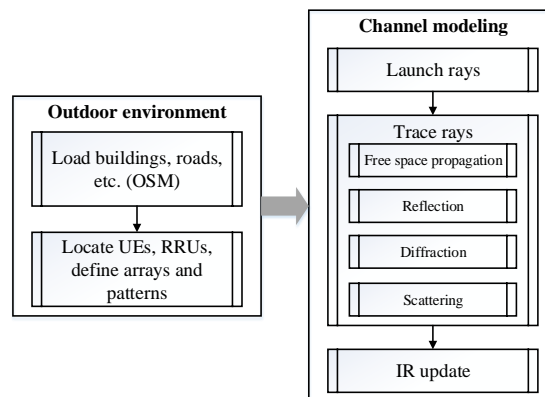 Outdoor environment
Load buildings, roads,
etc. (OSM)
Locate UEs, RRUs,
define arrays and
patterns
Channel modeling
Launch rays
Trace rays
Free space propagation
Reflection
Diffraction
Scattering
IR update